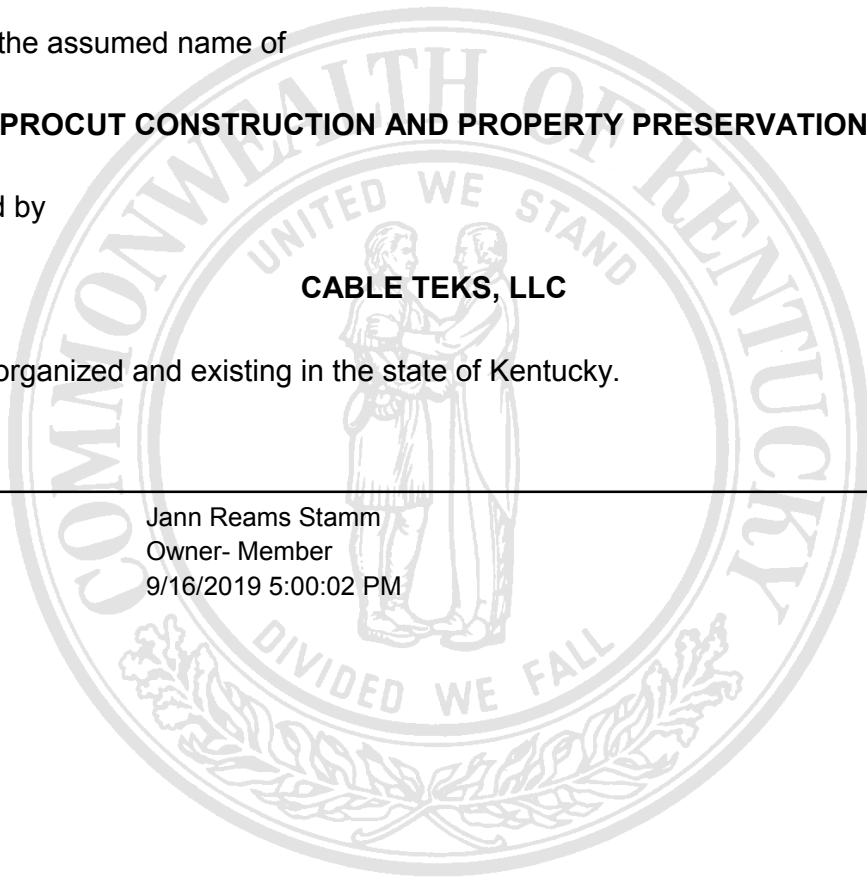 the assumed name of
PROCUT CONSTRUCTION AND PROPERTY PRESERVATION
d by
CABLE TEKS, LLC
organized and existing in the state of Kentucky.
Jann Reams Stamm
Owner- Member
9/16/2019 5:00:02 PM
COMMONWEALTH OF KENTUCKY
UNITED WE STAND
DIVIDED WE FALL